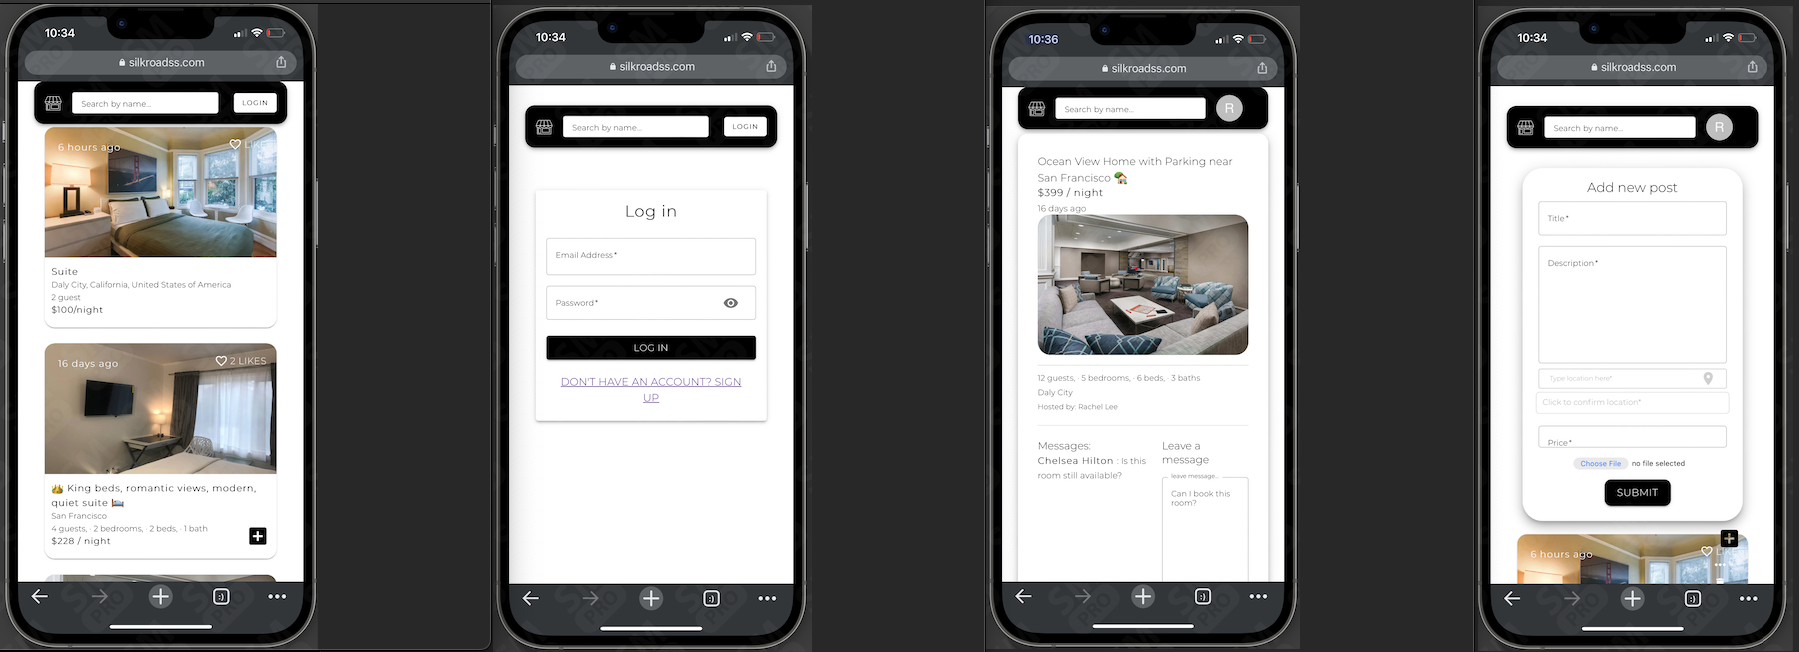 10:34
silkroadss.com
Search by name...
LOGIN
6 hours ago
Suite
Daly City, California, United States of America
2 guest
$100/night
16 days ago
2 LIKES
👑 King beds, romantic views, modern,
quiet suite 🛌
San Francisco
4 guests, · 2 bedrooms, · 2 beds, · 1 bath
$228 / night
:)
10:34
silkroadss.com
Search by name...
LOGIN
Log in
Email Address*
Password*
LOG IN
DON'T HAVE AN ACCOUNT? SIGN
UP
:)
10:36
silkroadss.com
Search by name...
R
Ocean View Home with Parking near
San Francisco 🏡
$399 / night
16 days ago
12 guests, · 5 bedrooms, · 6 beds, · 3 baths
Daly City
Hosted by: Rachel Lee
Messages:
Chelsea Hilton : Is this
room still available?
Leave a
message
leave message...
Can I book this
room?
:)
10:34
silkroadss.com
Search by name...
R
Add new post
Title*
Description*
Type location here*
Click to confirm location*
Price*
Choose File no file selected
SUBMIT
6 hours ago
:)